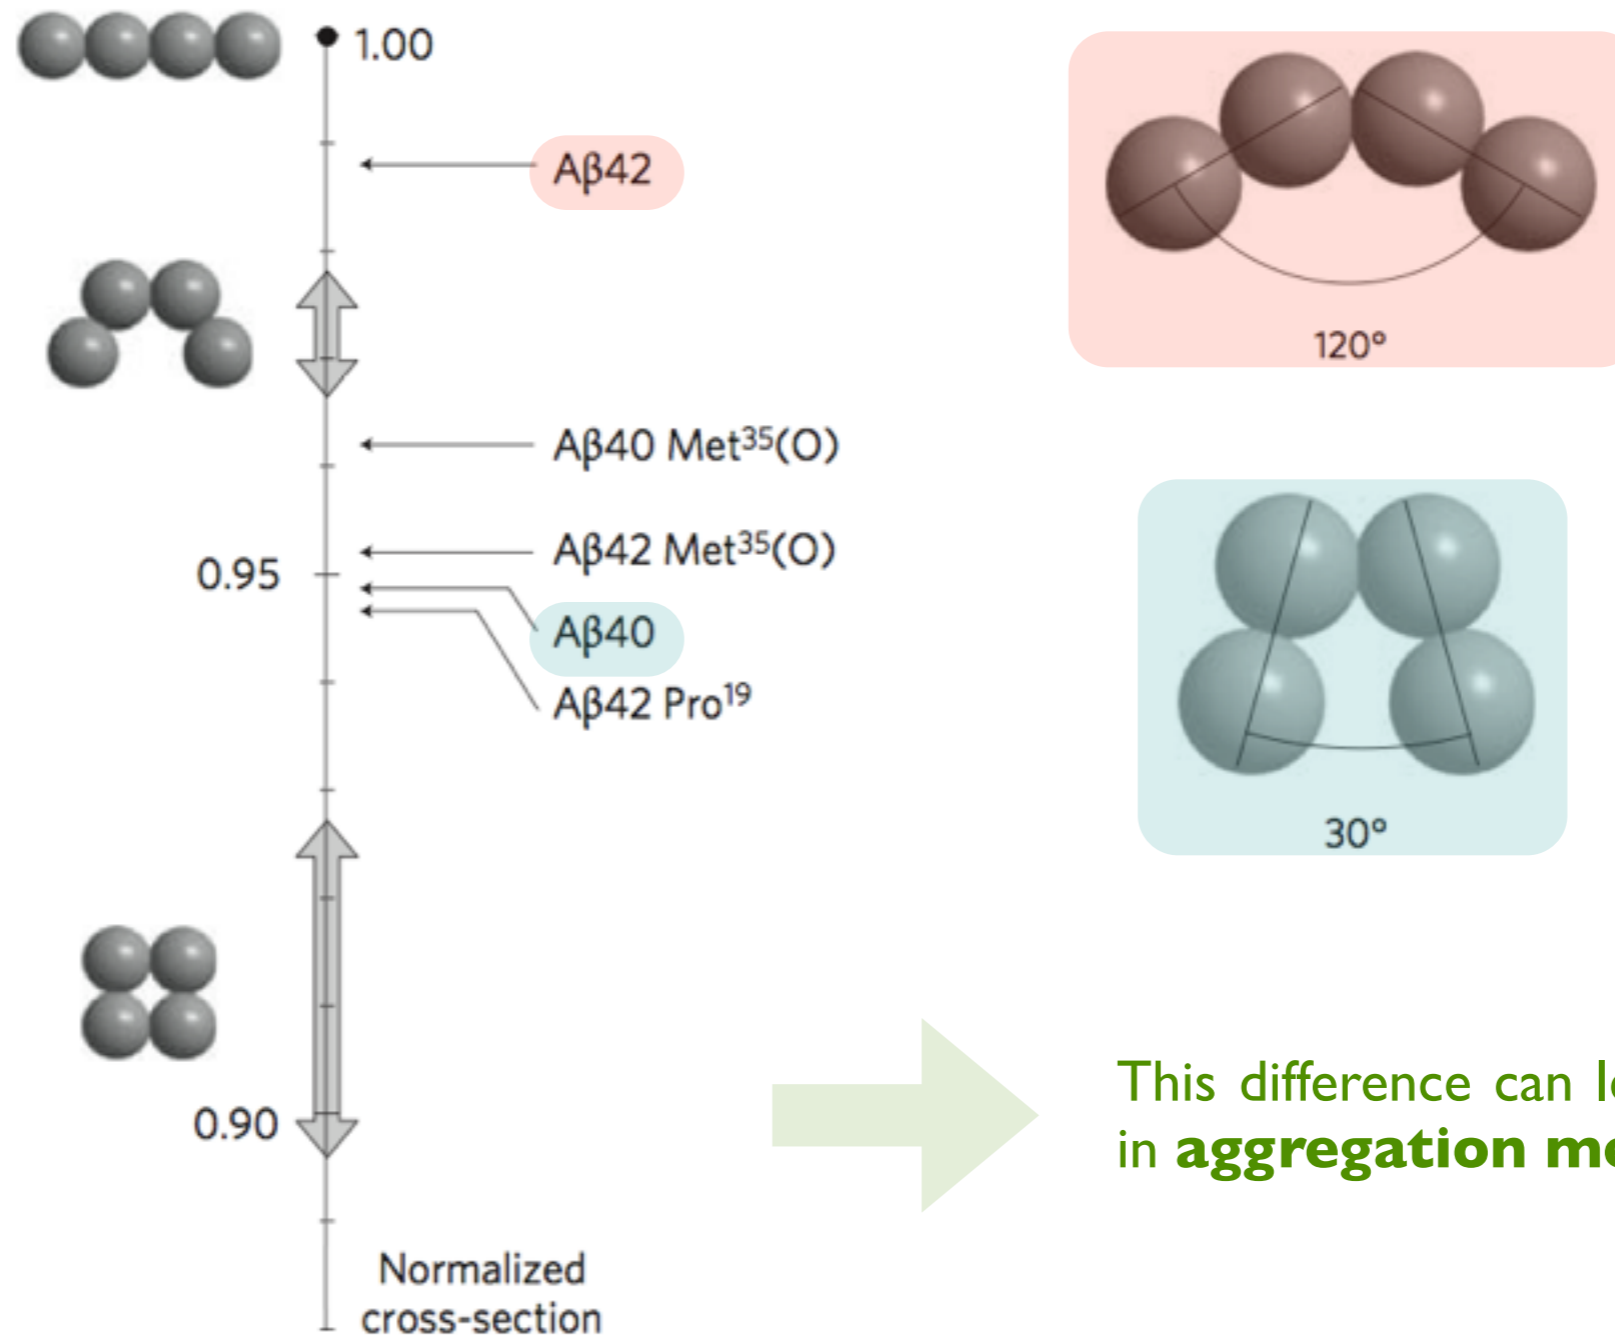 1.00
Aβ42
120°
Aβ40 Met³⁵(O)
Aβ42 Met³⁵(O)
0.95
Aβ40
Aβ42 Pro¹⁹
30°
This difference can
in aggregation
0.90
Normalized
cross-section